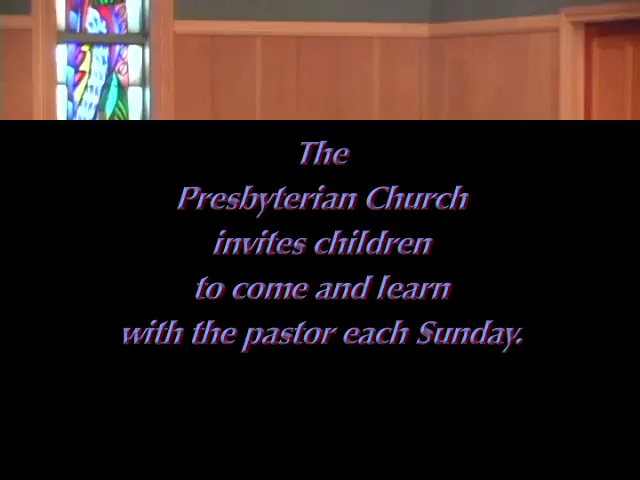 The
Presbyterian Church
invites children
to come and learn
with the pastor each Sunday.